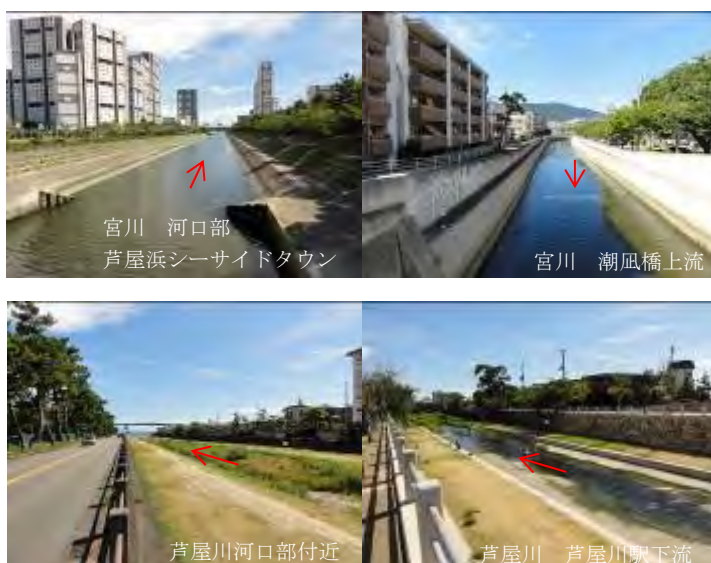 宮川　河口部
芦屋浜シーサイドタウン
宮川　潮凪橋上流
芦屋川河口部付近
芦屋川　芦屋川駅下流